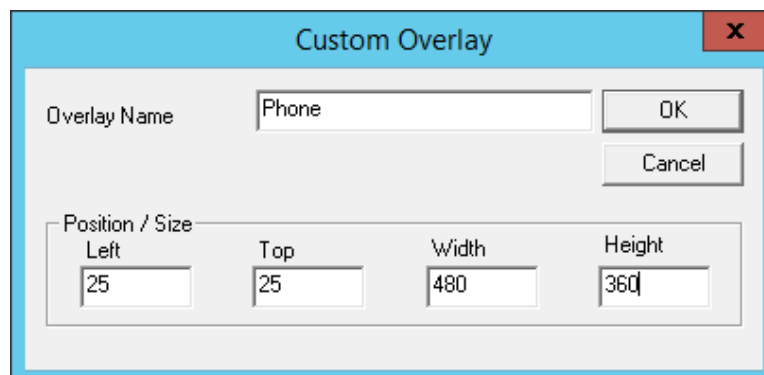 Custom Overlay
x
Overlay Name Phone OK
Cancel
Position / Size
Left Top Width Height
25 25 480 360